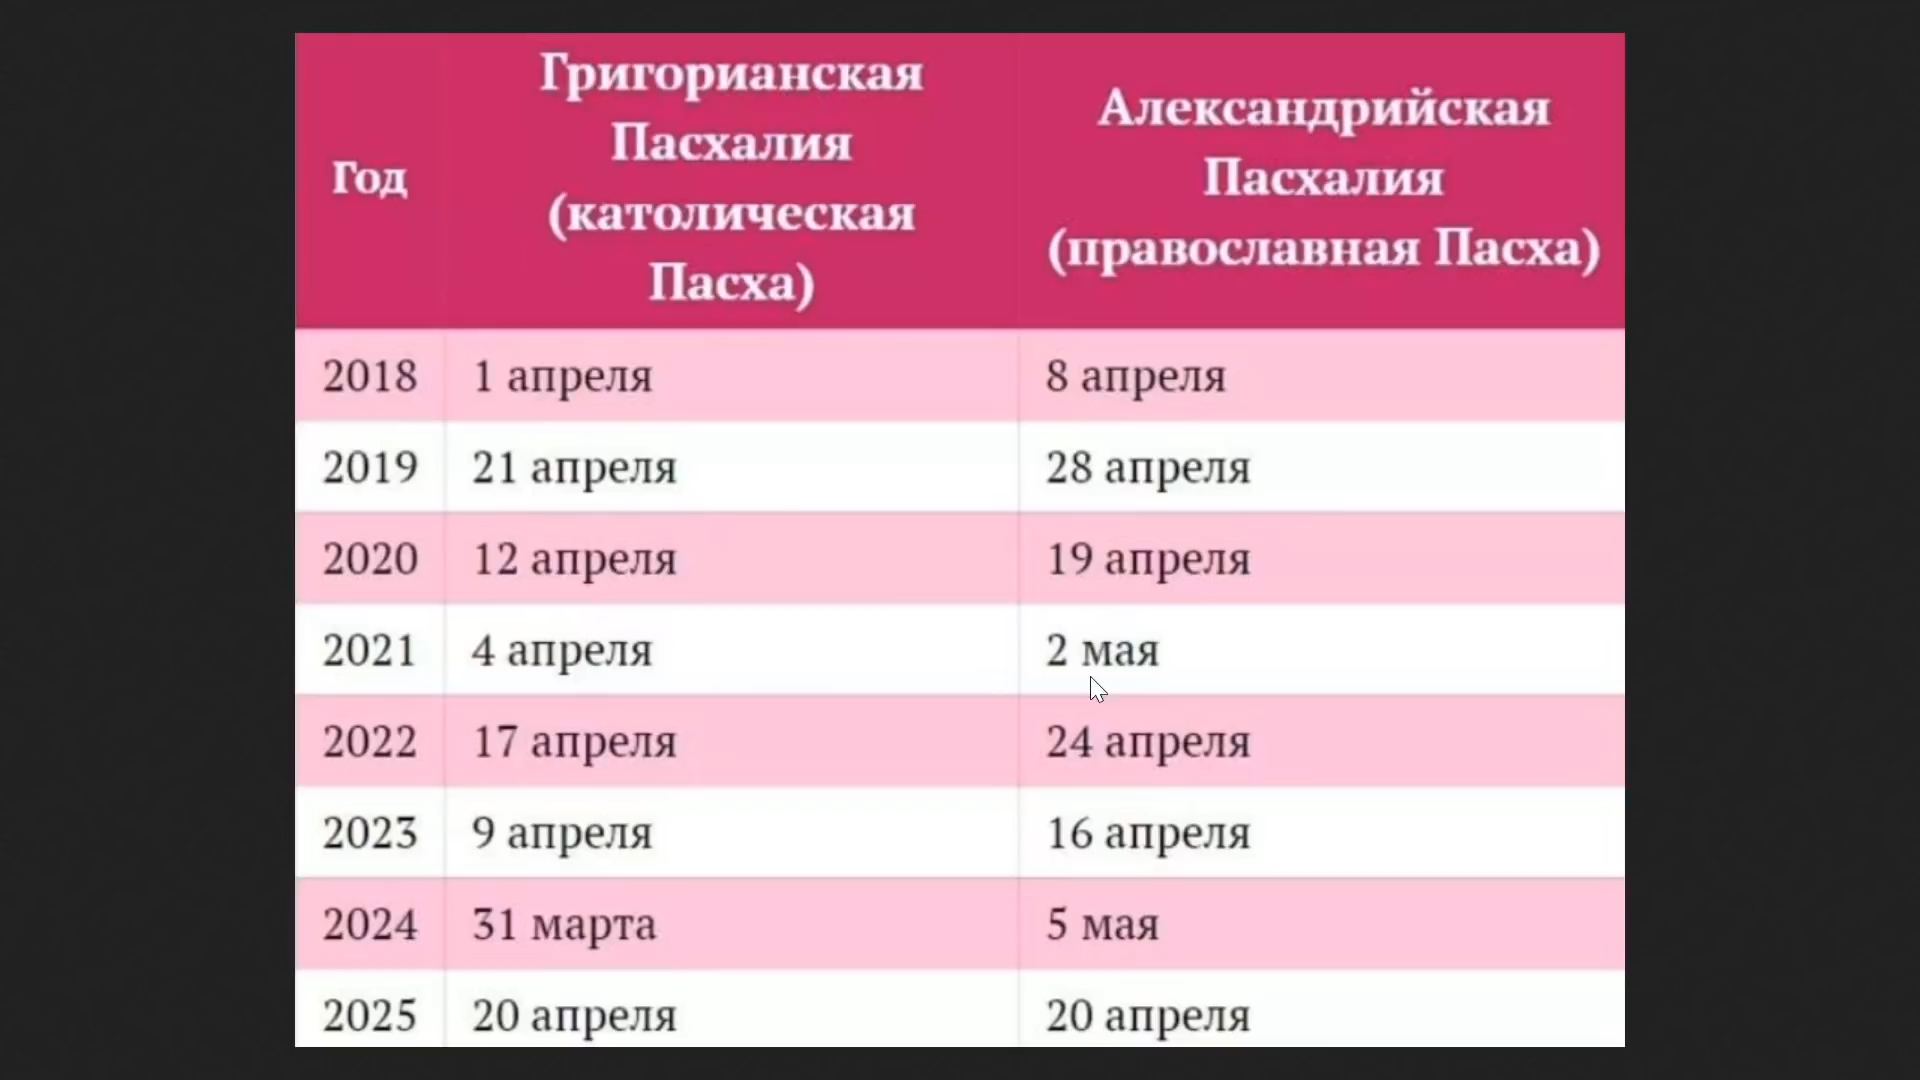 Год
Григорианская
Пасхалия
(католическая
Пасха)
Александрийская
Пасхалия
(православная Пасха)
2018 1 апреля 8 апреля
2019 21 апреля 28 апреля
2020 12 апреля 19 апреля
2021 4 апреля 2 мая
2022 17 апреля 24 апреля
2023 9 апреля 16 апреля
2024 31 марта 5 мая
2025 20 апреля 20 апреля